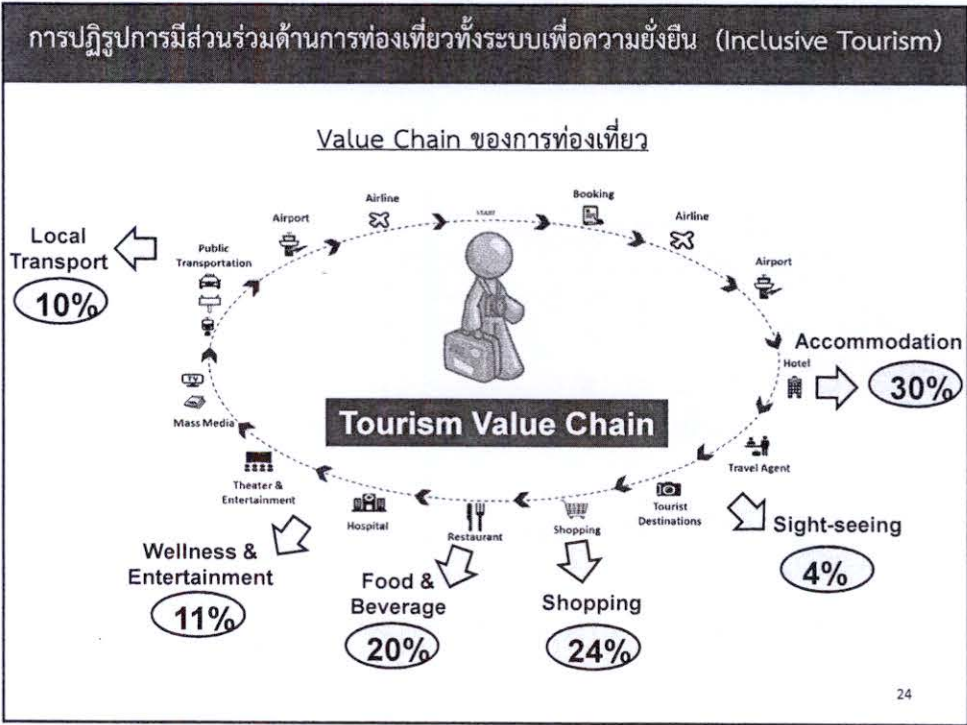 การปฏิรูปการมีส่วนร่วมด้านการท่องเที่ยวทั้งระบบเพื่อความยั่งยืน (Inclusive Tourism)
Value Chain ของการท่องเที่ยว
START
Booking
Airline
Airport
Hotel
Accommodation
30%
Travel Agent
Sight-seeing
4%
Tourist
Destinations
Shopping
Shopping
24%
Restaurant
Food &
Beverage
20%
Hospital
Theater &
Entertainment
Wellness &
Entertainment
11%
TV
Mass Media
Public
Transportation
Local
Transport
10%
Airport
Airline
Tourism Value Chain
24